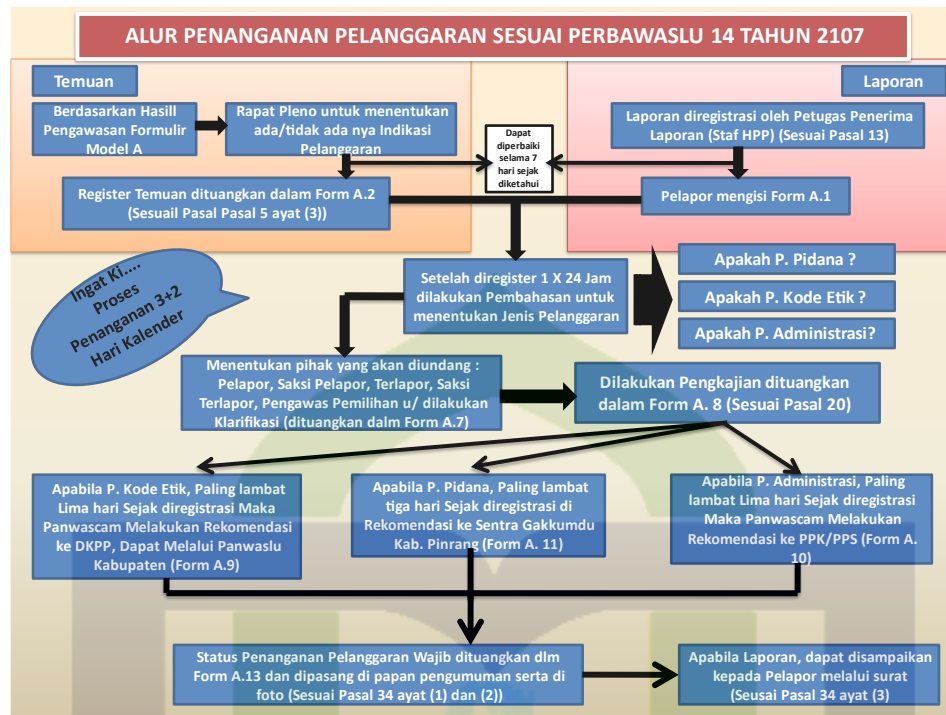 ALUR PENANGANAN PELANGGARAN SESUAI PERBAWASLU 14 TAHUN 2107
Temuan
Laporan
Berdasarkan Hasill
Pengawasan Formulir
Model A
Rapat Pleno untuk menentukan
ada/tidak ada nya Indikasi
Pelanggaran
Dapat
diperbaiki
selama 7
hari sejak
diketahui
Laporan diregistrasi oleh Petugas Penerima
Laporan (Staf HPP) (Sesuai Pasal 13)
Register Temuan dituangkan dalam Form A.2
(Sesuail Pasal Pasal 5 ayat (3))
Pelapor mengisi Form A.1
Ingat Ki....
Proses
Penanganan 3+2
Hari Kalender
Setelah diregister 1 X 24 Jam
dilakukan Pembahasan untuk
menentukan Jenis Pelanggaran
Apakah P. Pidana ?
Apakah P. Kode Etik ?
Apakah P. Administrasi?
Menentukan pihak yang akan diundang :
Pelapor, Saksi Pelapor, Terlapor, Saksi
Terlapor, Pengawas Pemilihan u/ dilakukan
Klarifikasi (dituangkan dalm Form A.7)
Dilakukan Pengkajian dituangkan
dalam Form A. 8 (Sesuai Pasal 20)
Apabila P. Kode Etik, Paling lambat
Lima hari Sejak diregistrasi Maka
Panwascam Melakukan Rekomendasi
ke DKPP, Dapat Melalui Panwaslu
Kabupaten (Form A.9)
Apabila P. Pidana, Paling lambat
tiga hari Sejak diregistrasi di
Rekomendasi ke Sentra Gakkumdu
Kab. Pinrang (Form A. 11)
Apabila P. Administrasi, Paling
lambat Lima hari Sejak diregistrasi
Maka Panwascam Melakukan
Rekomendasi ke PPK/PPS (Form A.
10)
Status Penanganan Pelanggaran Wajib dituangkan dlm
Form A.13 dan dipasang di papan pengumuman serta di
foto (Sesuai Pasal 34 ayat (1) dan (2))
Apabila Laporan, dapat disampaikan
kepada Pelapor melalui surat
(Seusai Pasal 34 ayat (3)